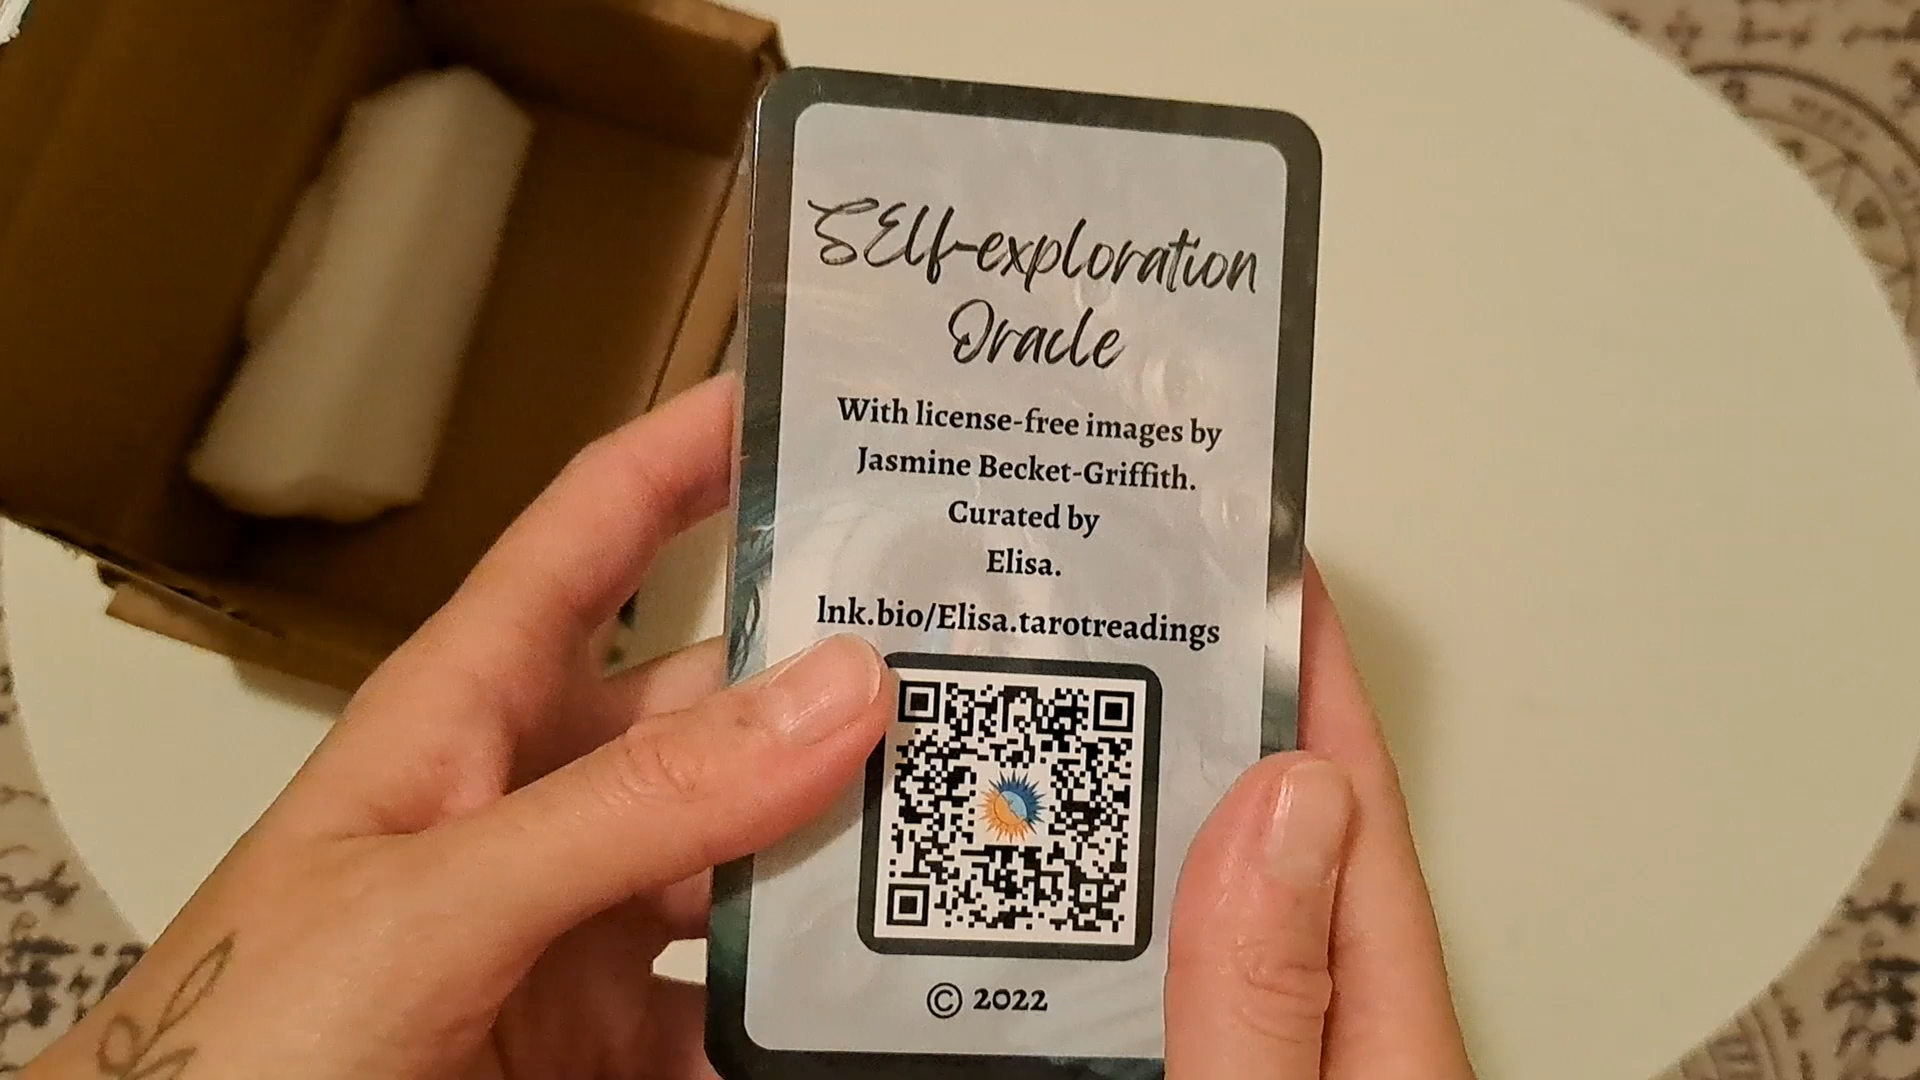 SElf-exploration
Oracle
With license-free images by
Jasmine Becket-Griffith.
Curated by
Elisa.
lnk.bio/Elisa.tarotreadings
© 2022